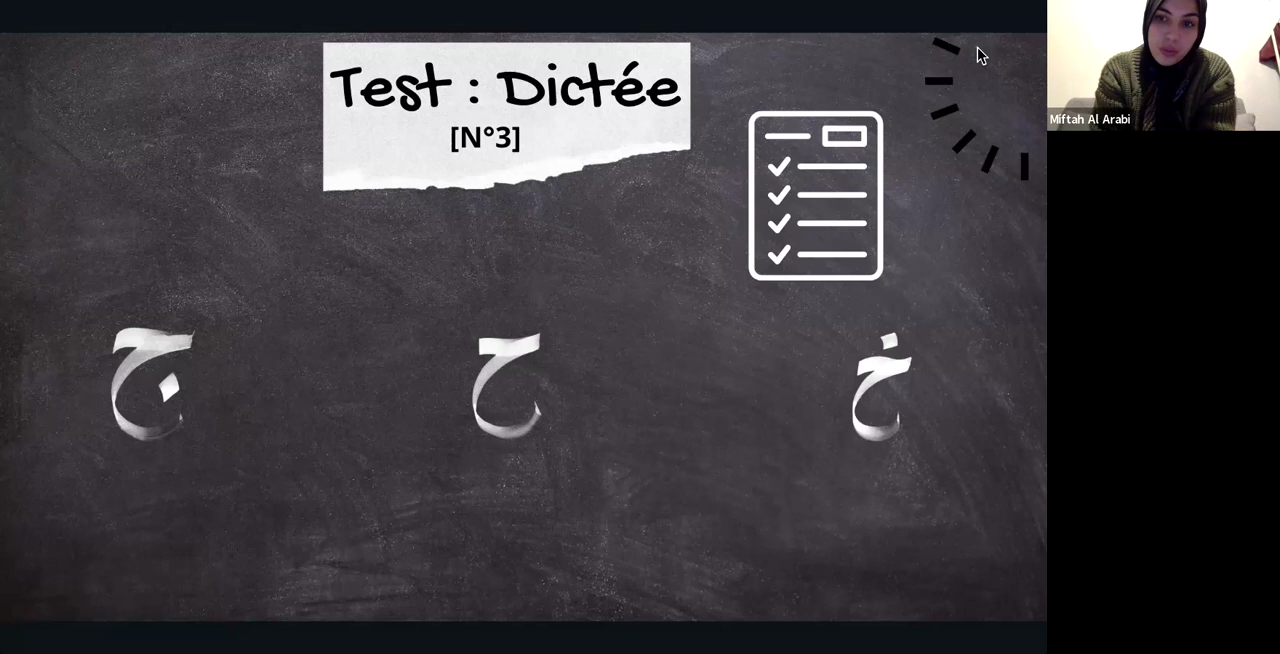 Test : Dictée
[N°3]
خ ح ج
Miftah Al Arabi